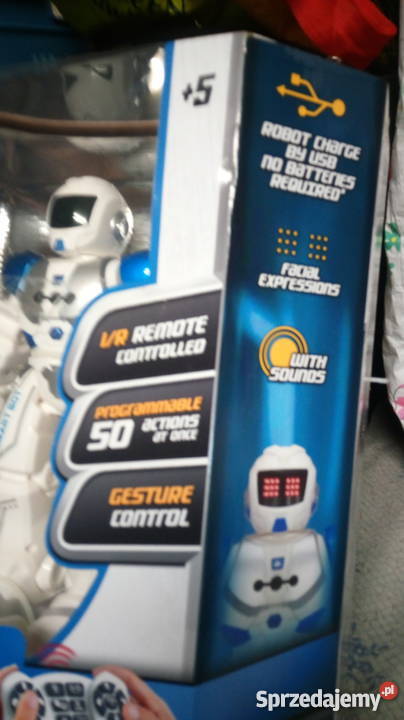 +5
I/R REMOTE
CONTROLLED
PROGRAMMABLE
50 ACTIONS
AT ONCE
GESTURE
CONTROL
ROBOT CHARGE
BY USB
NO BATTERIES
REQUIRED*
FACIAL
EXPRESSIONS
WITH
SOUNDS
Sprzedajemy.pl